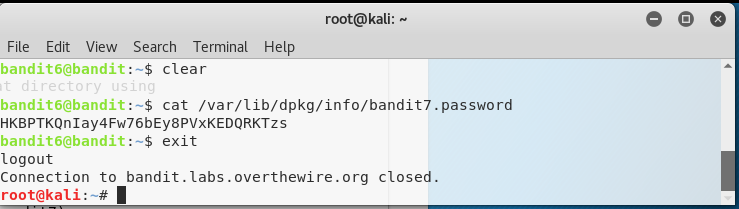 root@kali: ~
File Edit View Search Terminal Help
bandit6@bandit:~$ clear
at directory using
bandit6@bandit:~$ cat /var/lib/dpkg/info/bandit7.password
HKBPTKQnIay4Fw76bEy8PVxKEDQRKTzs
bandit6@bandit:~$ exit
logout
Connection to bandit.labs.overthewire.org closed.
root@kali:~#